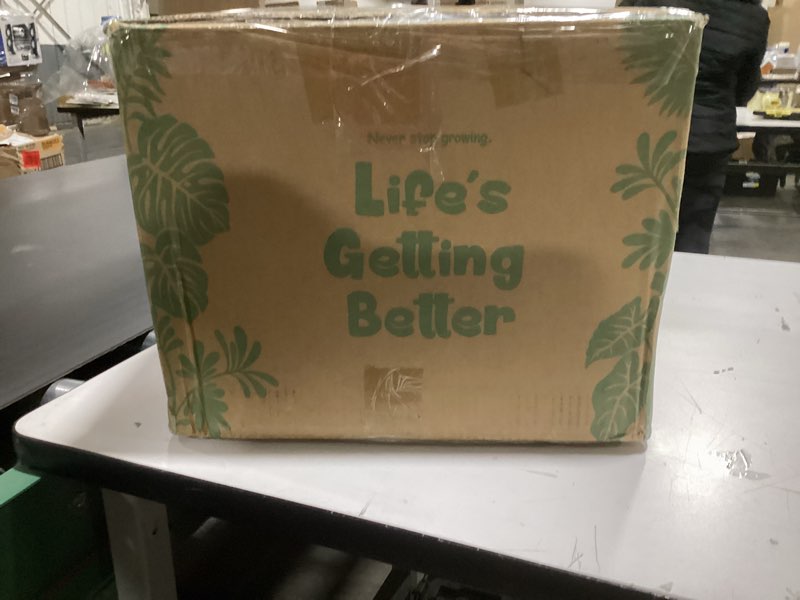 Never stop growing.
Life's
Getting
Better